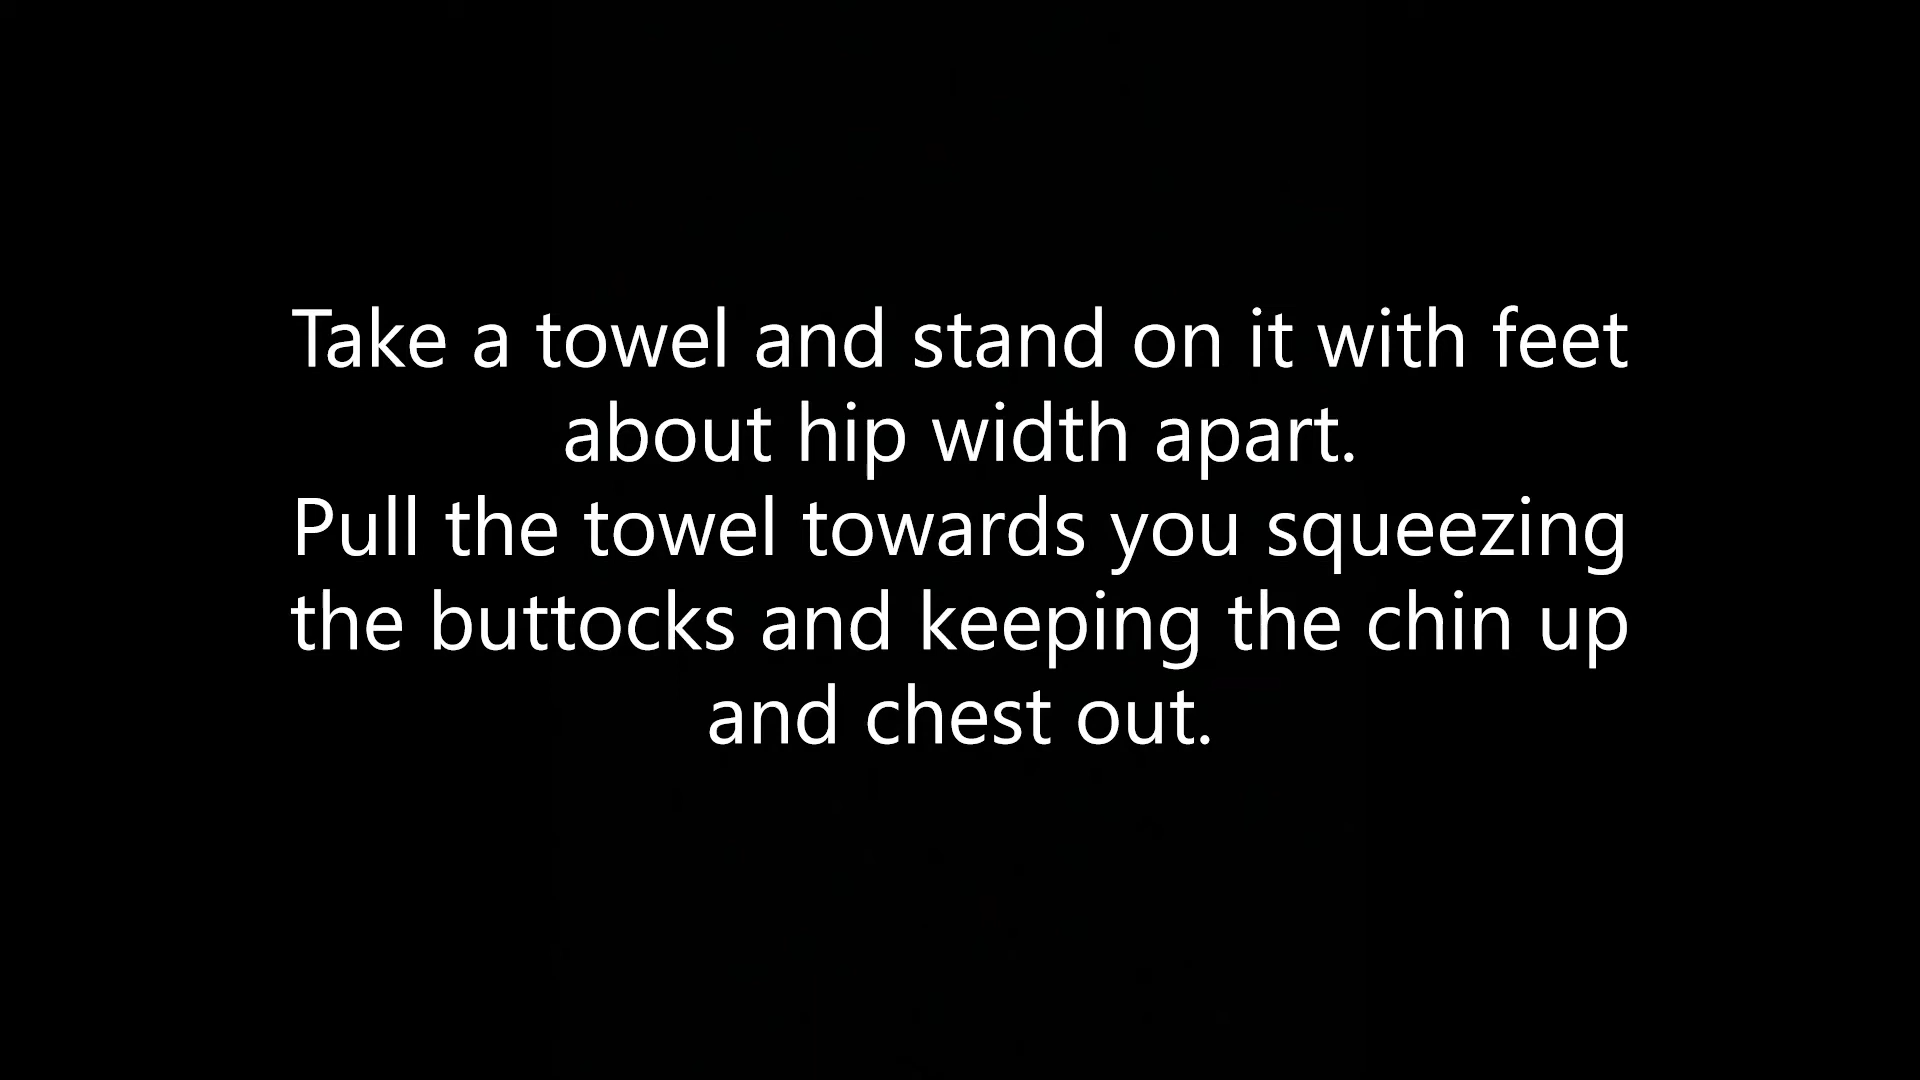 Take a towel and stand on it with feet
about hip width apart.
Pull the towel towards you squeezing
the buttocks and keeping the chin up
and chest out.